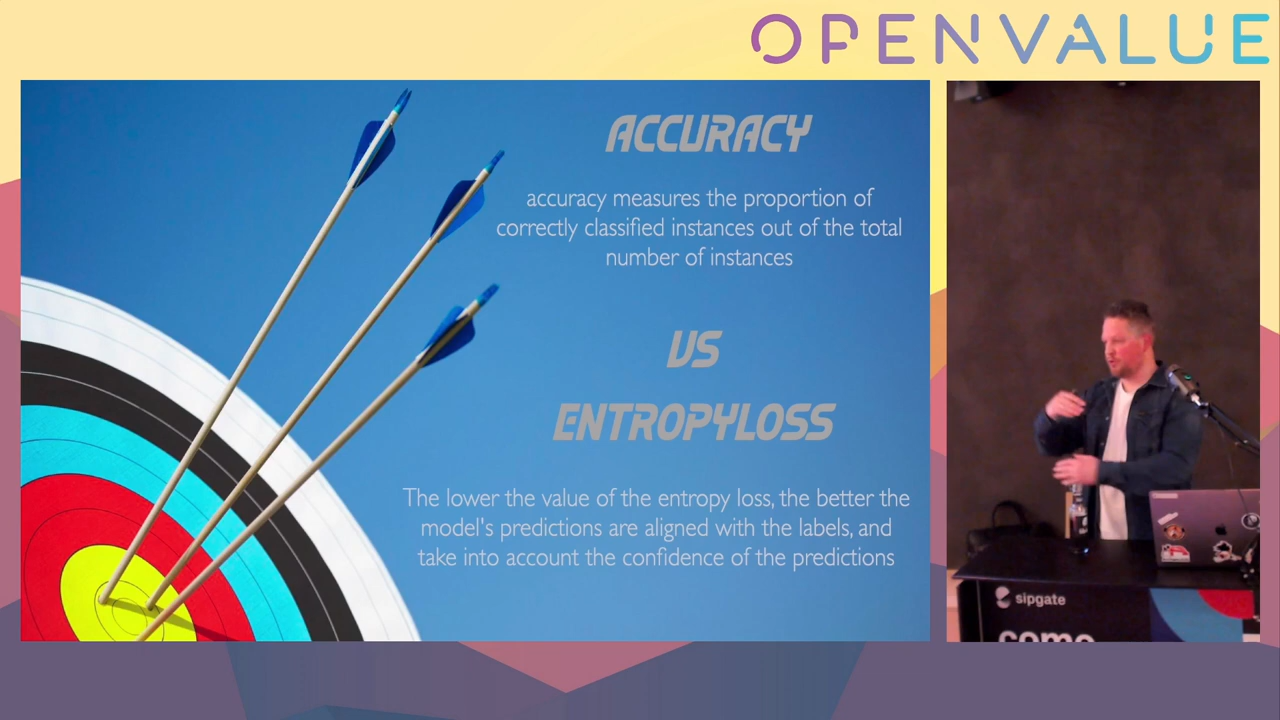 OPENVALUE
ACCURACY
accuracy measures the proportion of
correctly classified instances out of the total
number of instances
VS
ENTROPYLOSS
The lower the value of the entropy loss, the better the
model's predictions are aligned with the labels, and
take into account the confidence of the predictions
sipgate
come